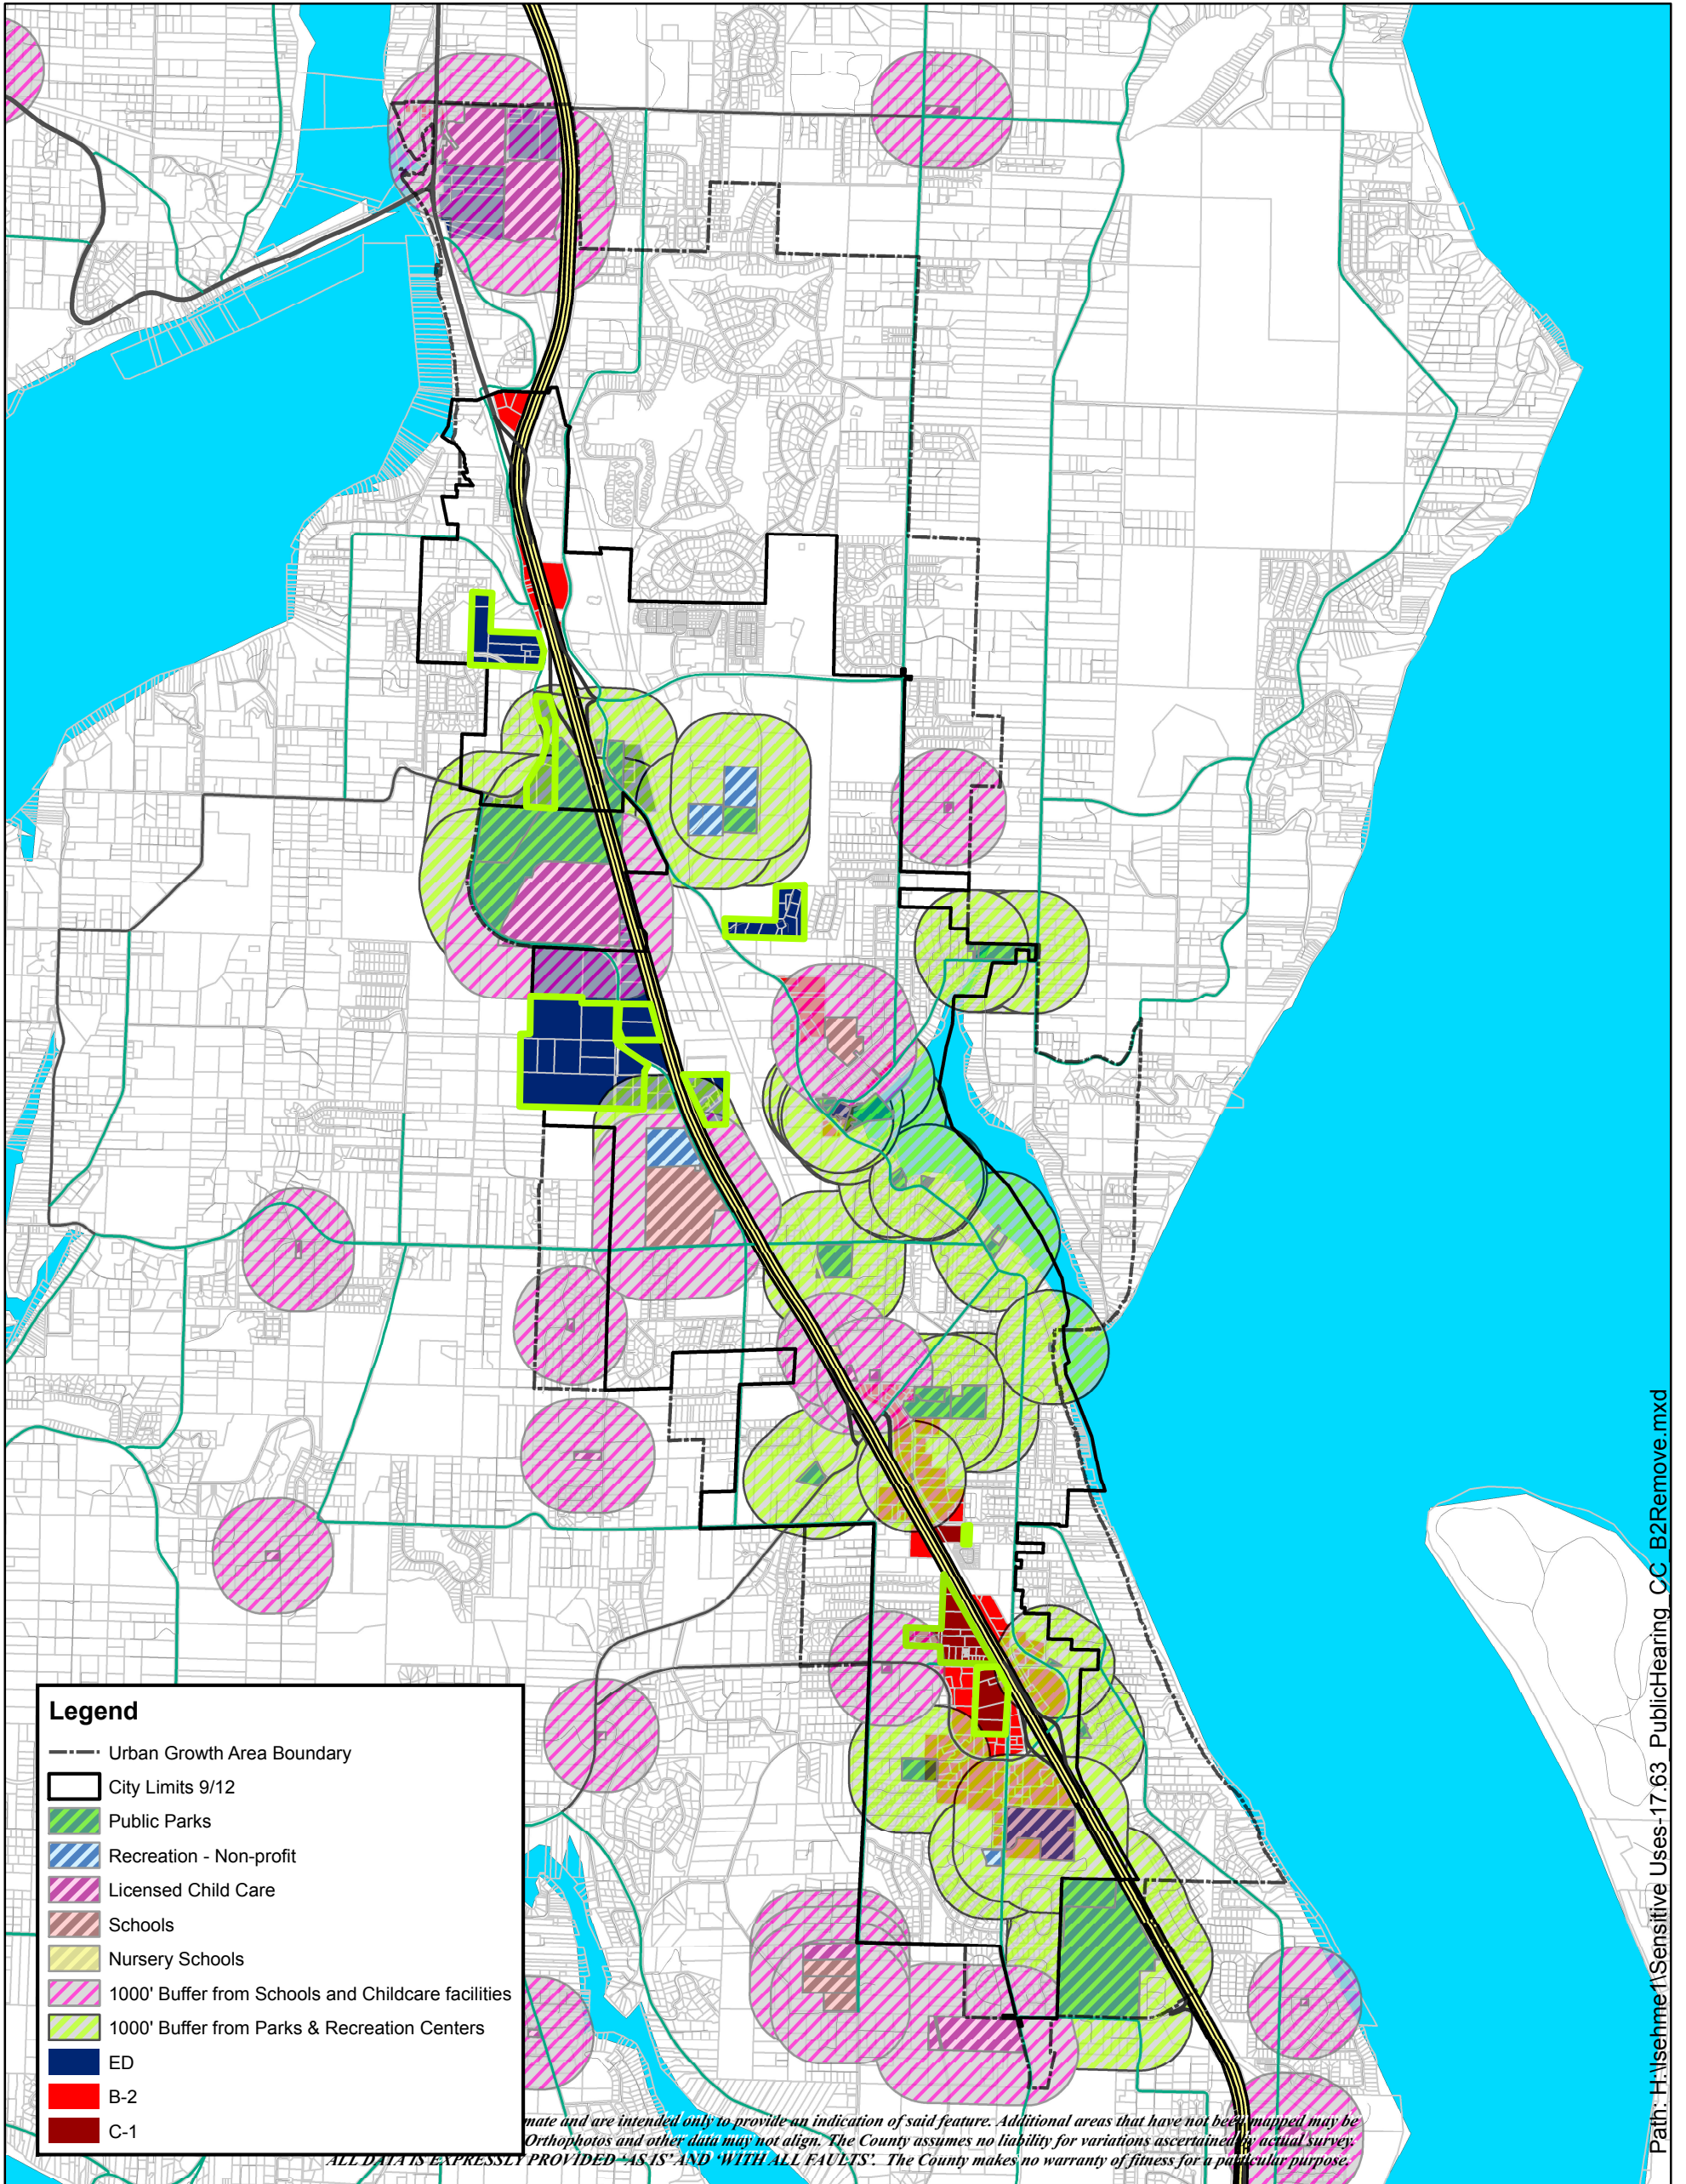 Legend
Urban Growth Area Boundary
City Limits 9/12
Public Parks
Recreation - Non-profit
Licensed Child Care
Schools
Nursery Schools
1000' Buffer from Schools and Childcare facilities
1000' Buffer from Parks & Recreation Centers
ED
B-2
C-1
mate and are intended only to provide an indication of said feature. Additional areas that have not been mapped may be
Orthophotos and other data may not align. The County assumes no liability for variations ascertained by actual survey.
ALL DATA IS EXPRESSLY PROVIDED 'AS IS' AND 'WITH ALL FAULTS'. The County makes no warranty of fitness for a particular purpose.
Path: H:\lsehme1\Sensitive Uses-17.63_PublicHearing_CC_B2Remove.mxd